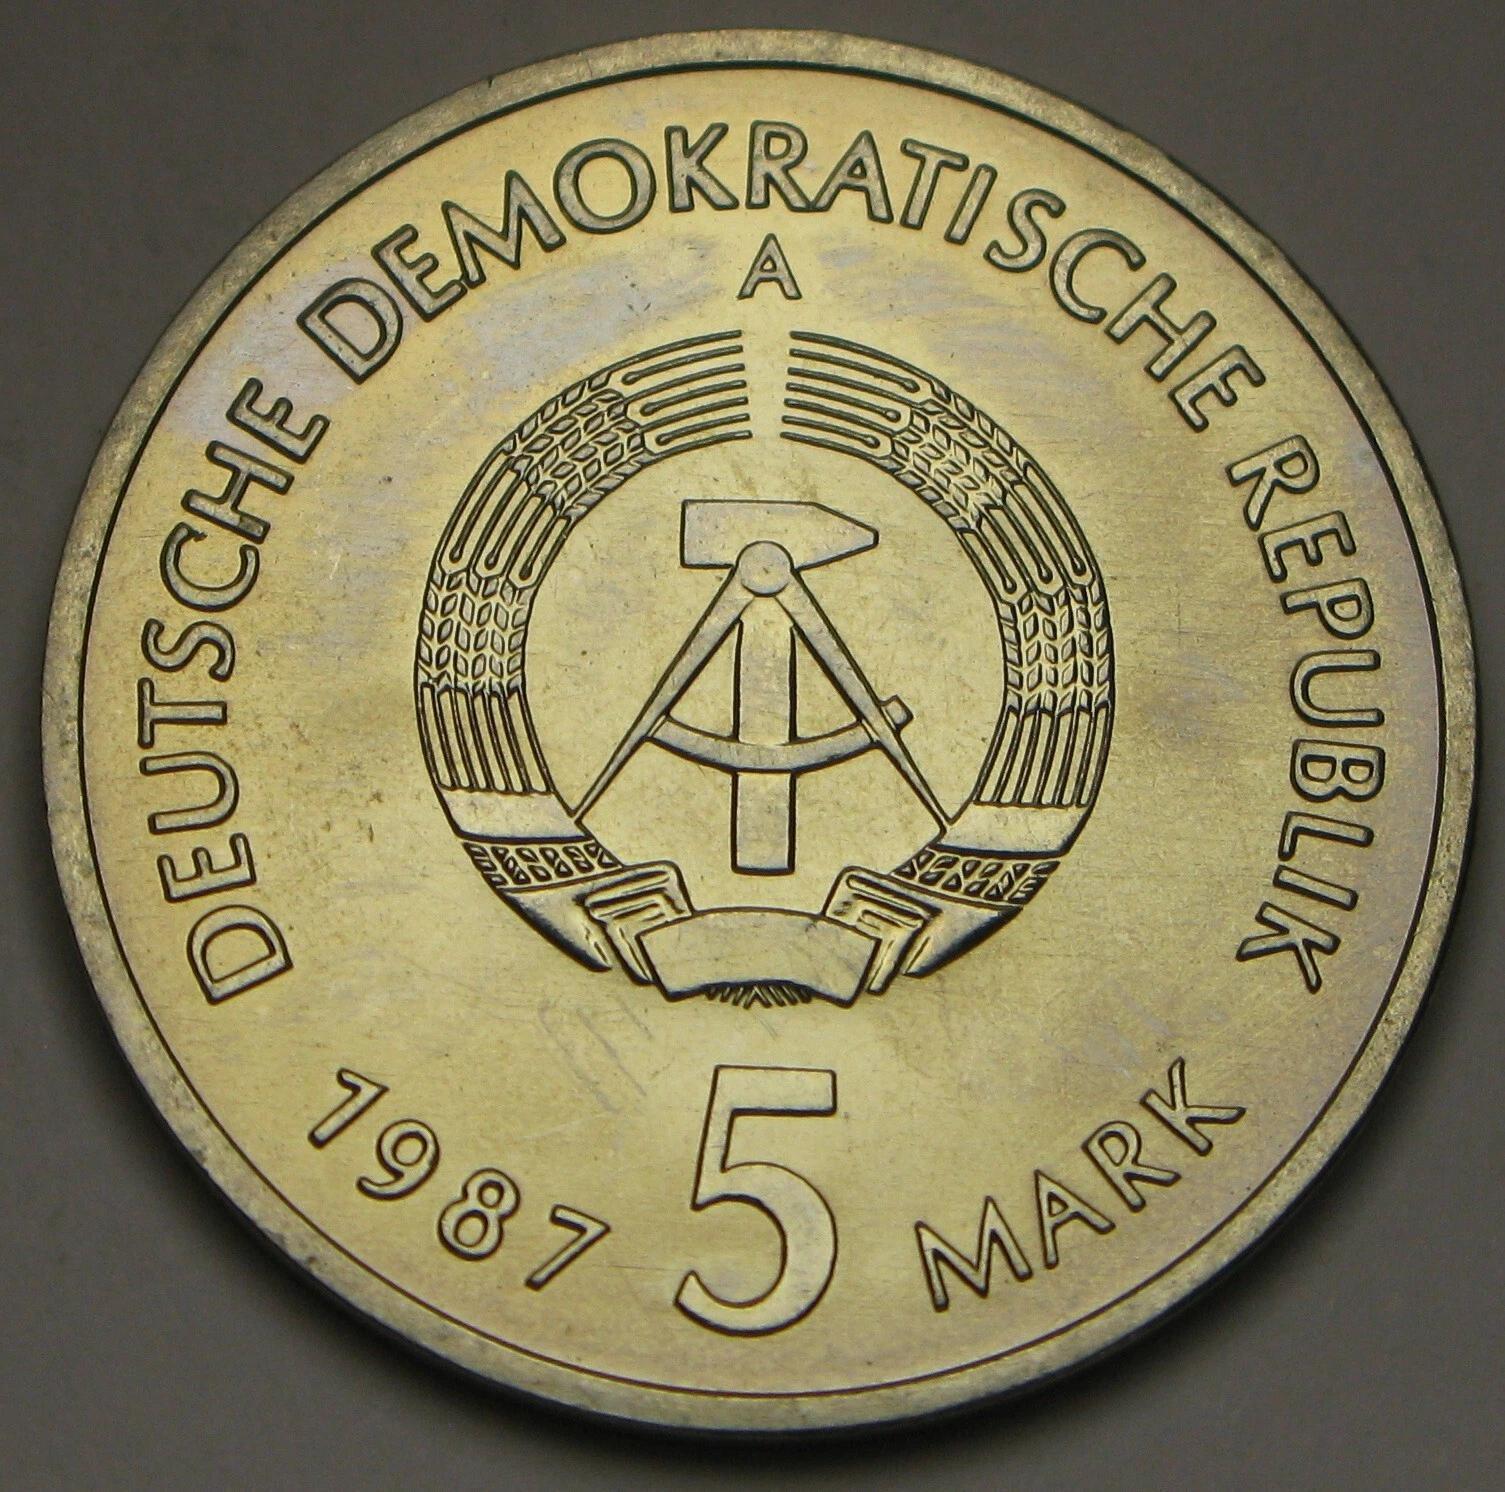 DEUTSCHE DEMOKRATISCHE REPUBLIK
A
1987 5 MARK